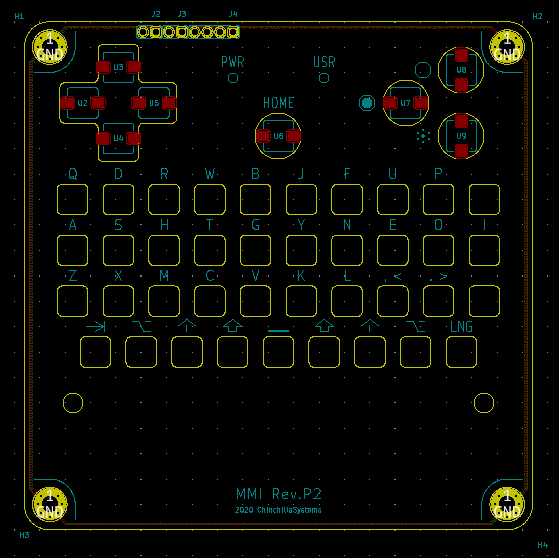 H1 J2 J3 J4 H2
1 1
GND GND
PWR USR
U3 U8
U2 U5 HOME U7
U4 U6 U9
Q D R W B J F U P
A S H T G Y N E O I
Z X M C V K L , < . >
LNG
MMI Rev.P2
2020 ChinchillaSystems
1 1
GND GND
H3 H4